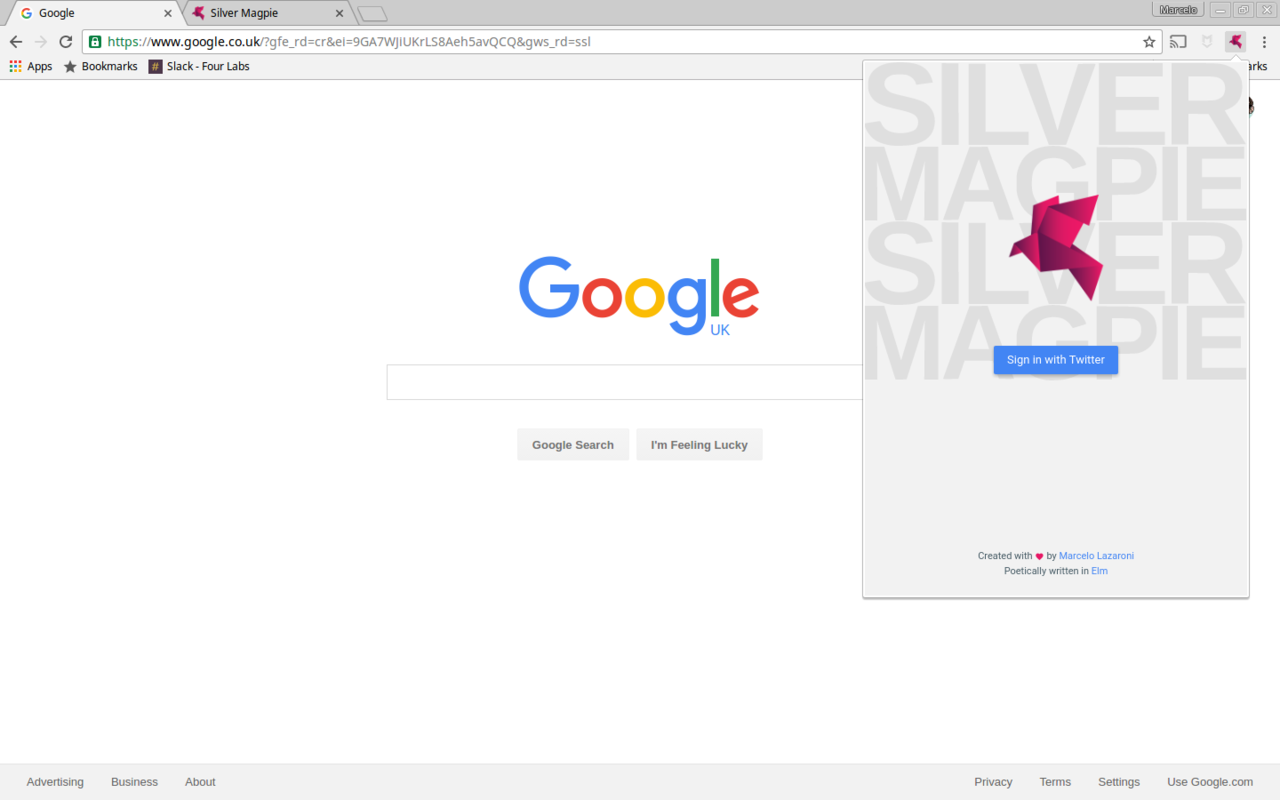 Google
Silver Magpie
Marcelo
https://www.google.co.uk/?gfe_rd=cr&ei=9GA7WJiUKrLS8Aeh5avQCQ&gws_rd=ssl
Apps
Bookmarks
# Slack - Four Labs
arks
SILVER
MAGPIE
SILVER
MAGPIE
Sign in with Twitter
Created with ♥ by Marcelo Lazaroni
Poetically written in Elm
Google
UK
Google Search
I'm Feeling Lucky
Advertising
Business
About
Privacy
Terms
Settings
Use Google.com